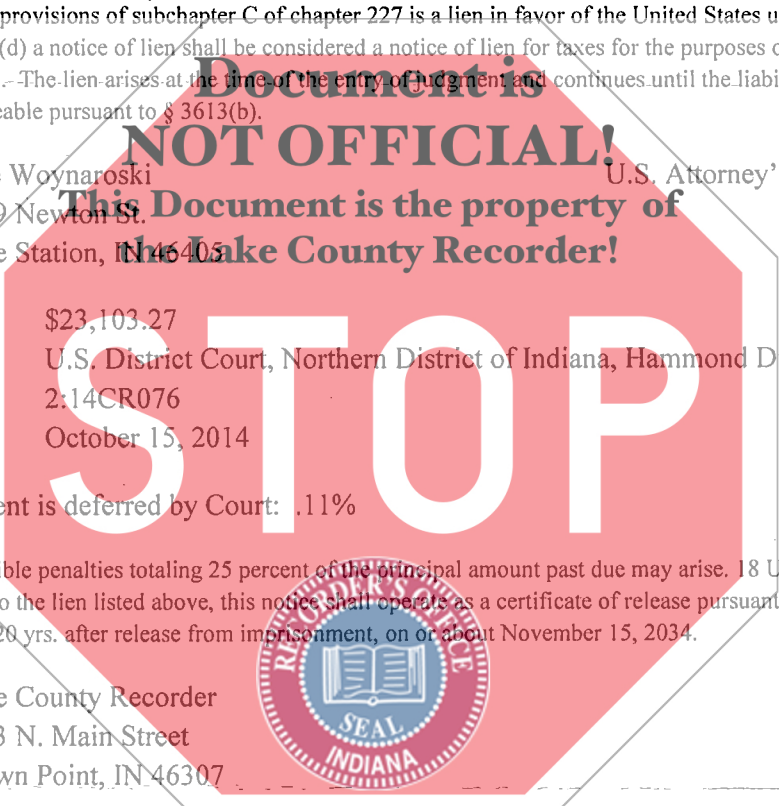 provisions of subchapter C of chapter 227 is a lien in favor of the United States u
(d) a notice of lien shall be considered a notice of lien for taxes for the purposes
. The lien arises at the time of the entry of judgment and continues until the liabi
eable pursuant to § 3613(b).
Document is
NOT OFFICIAL!
This Document is the property of
the Lake County Recorder!
Woynaroski
U.S. Attorney'
9 Newton St.
e Station, IN 46405
STOP
$23,103.27
U.S. District Court, Northern District of Indiana, Hammond D
2:14CR076
October 15, 2014
ent is deferred by Court: .11%
ible penalties totaling 25 percent of the principal amount past due may arise. 18 U
o the lien listed above, this notice shall operate as a certificate of release pursuant
20 yrs. after release from imprisonment, on or about November 15, 2034.
RECORDER'S OFFICE
SEAL
INDIANA
e County Recorder
3 N. Main Street
wn Point, IN 46307